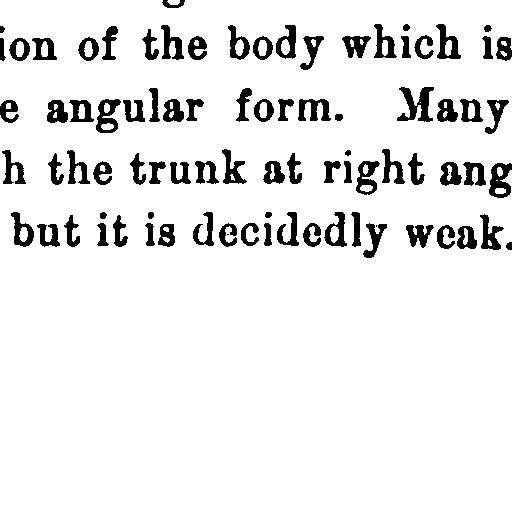 ion of the body which is
e angular form. Many
h the trunk at right ang
but it is decidedly weak.